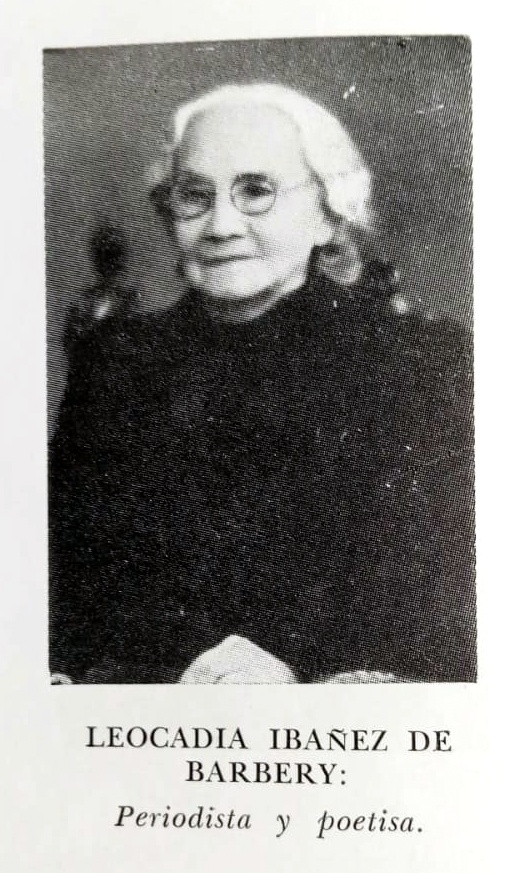 LEOCADIA IBAÑEZ DE
BARBERY:
Periodista y poetisa.